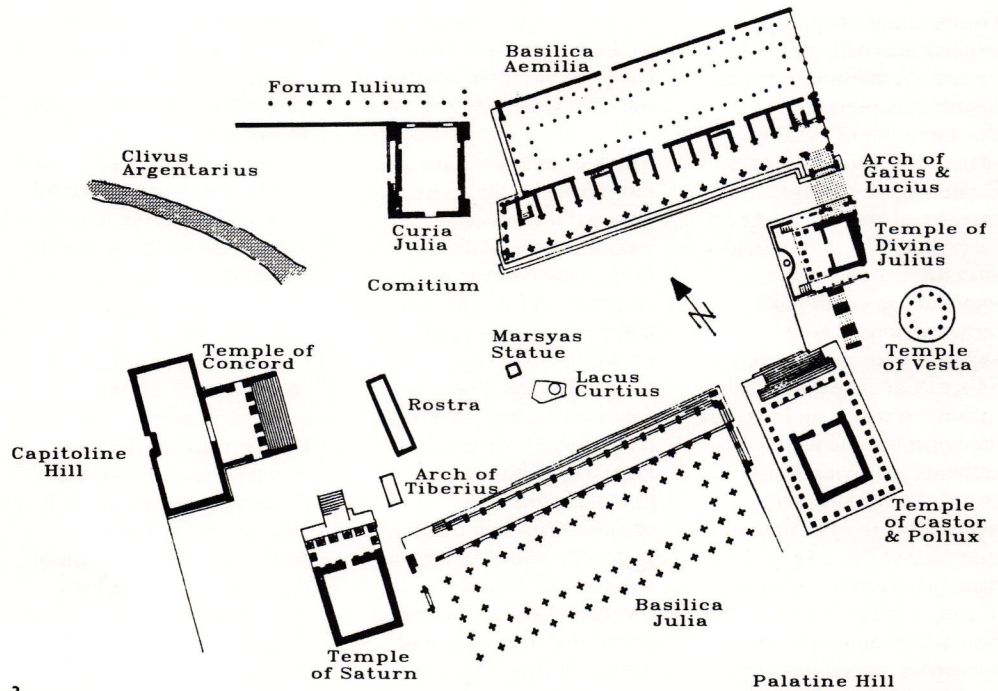 Basilica
Aemilia
Forum Iulium
Clivus
Argentarius
Arch of
Gaius &
Lucius
Curia
Julia
Temple of
Divine
Julius
Comitium
N
Temple of
Concord
Marsyas
Statue
Lacus
Curtius
Temple
of Vesta
Rostra
Capitoline
Hill
Arch of
Tiberius
Temple
of Castor
& Pollux
Basilica
Julia
Temple
of Saturn
Palatine Hill